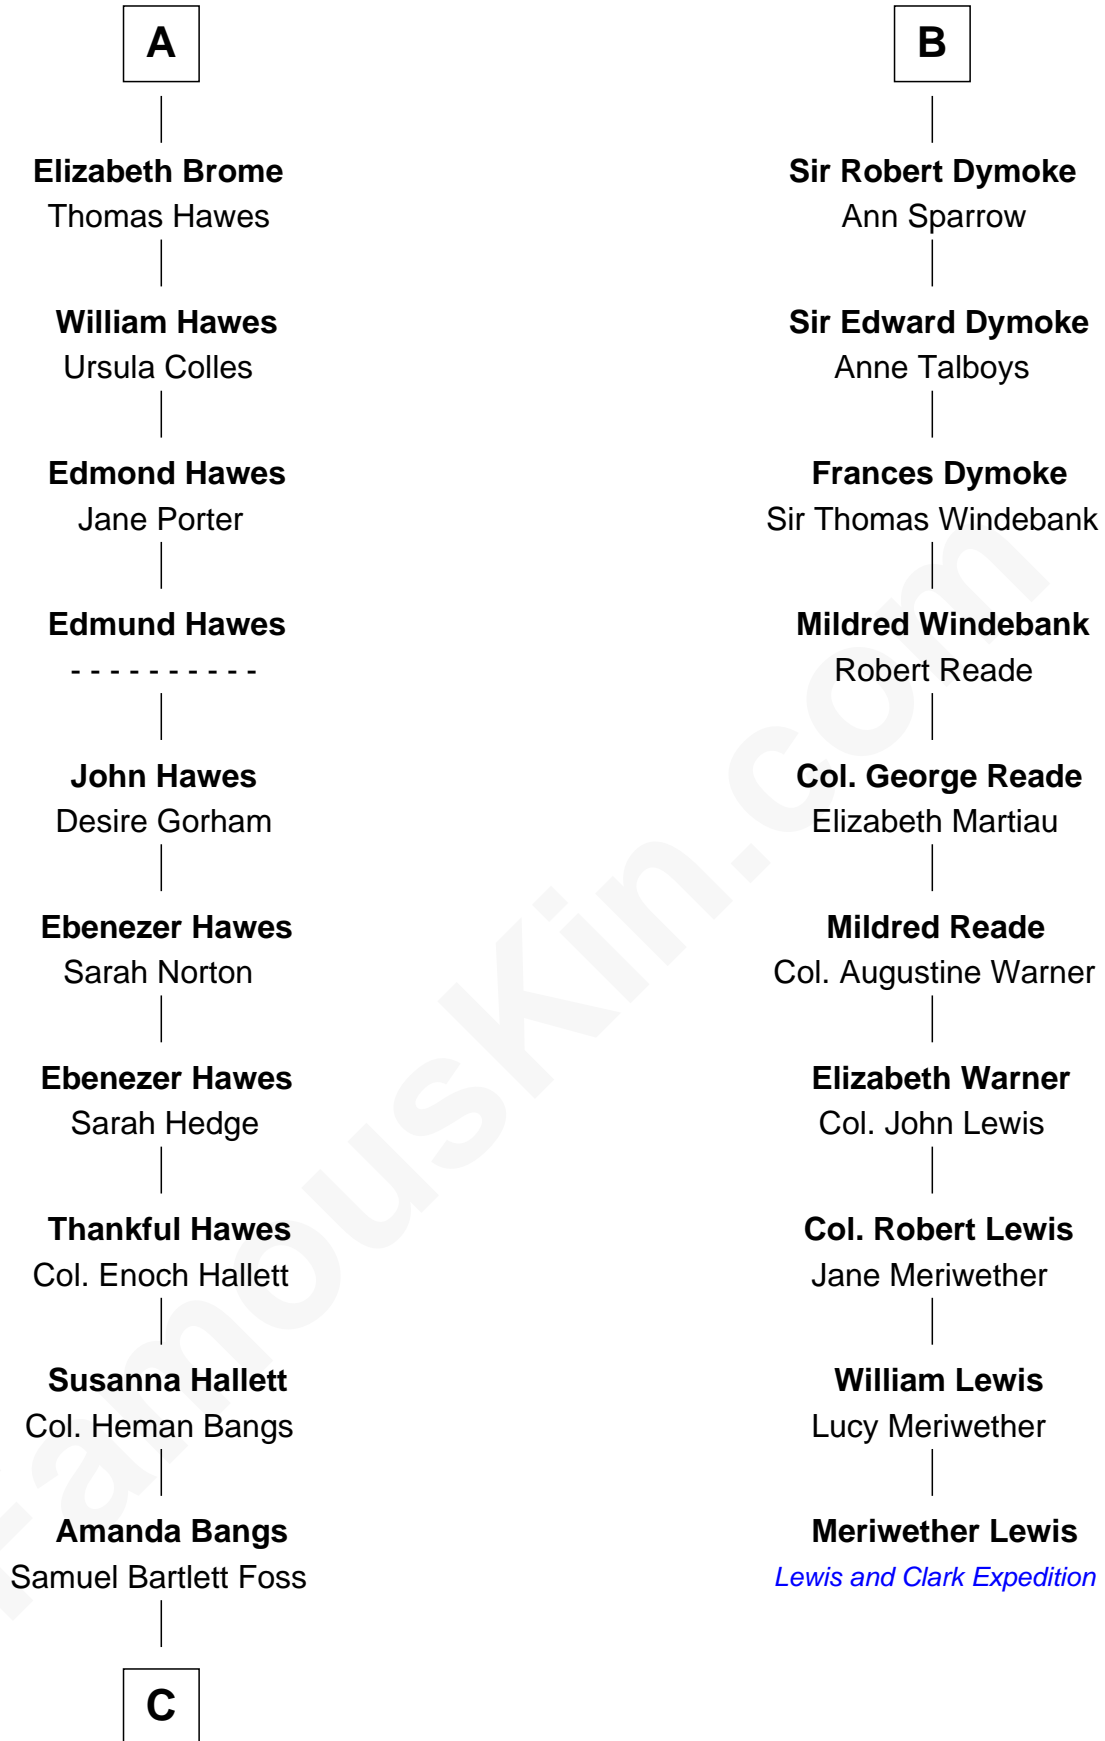 A
Elizabeth Brome
Thomas Hawes
William Hawes
Ursula Colles
Edmond Hawes
Jane Porter
Edmund Hawes
- - - - - - - - - -
John Hawes
Desire Gorham
Ebenezer Hawes
Sarah Norton
Ebenezer Hawes
Sarah Hedge
Thankful Hawes
Col. Enoch Hallett
Susanna Hallett
Col. Heman Bangs
Amanda Bangs
Samuel Bartlett Foss
C
B
Sir Robert Dymoke
Ann Sparrow
Sir Edward Dymoke
Anne Talboys
Frances Dymoke
Sir Thomas Windebank
Mildred Windebank
Robert Reade
Col. George Reade
Elizabeth Martiau
Mildred Reade
Col. Augustine Warner
Elizabeth Warner
Col. John Lewis
Col. Robert Lewis
Jane Meriwether
William Lewis
Lucy Meriwether
Meriwether Lewis
Lewis and Clark Expedition
FamousKin.com